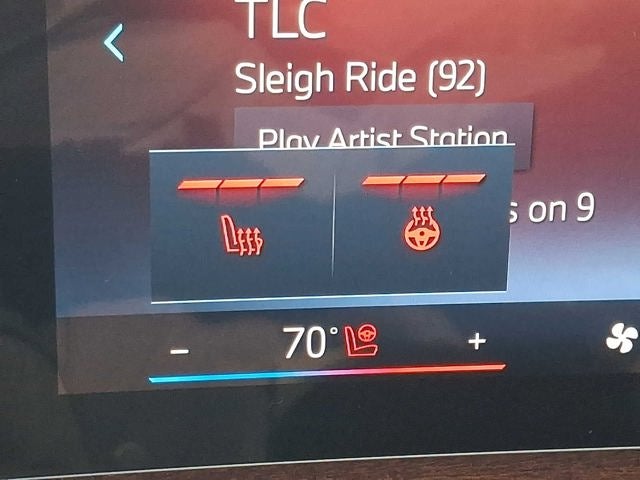 TLC
Sleigh Ride (92)
Play Artist Station
s on 9
- 70° +